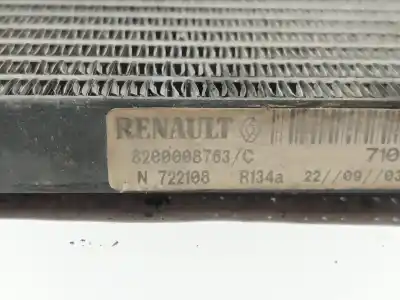 RENAULT
8200008763/C 710
N 722108 R134a 22//09//03